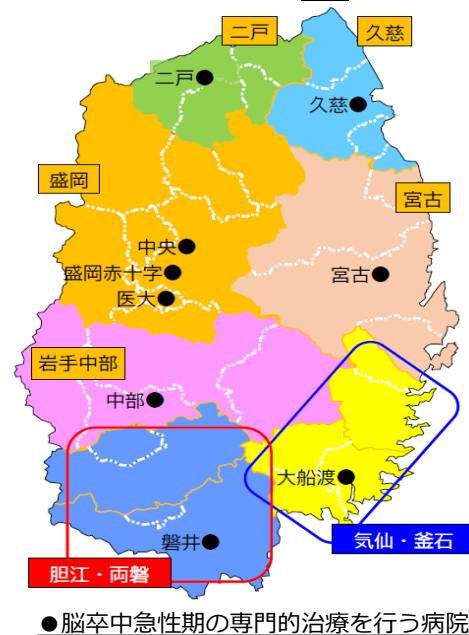 二戸
久慈
二戸●
久慈●
盛岡
宮古
中央●
盛岡赤十字●
宮古●
医大●
岩手中部
中部●
大船渡●
磐井●
気仙・釜石
胆江・両磐
●脳卒中急性期の専門的治療を行う病院